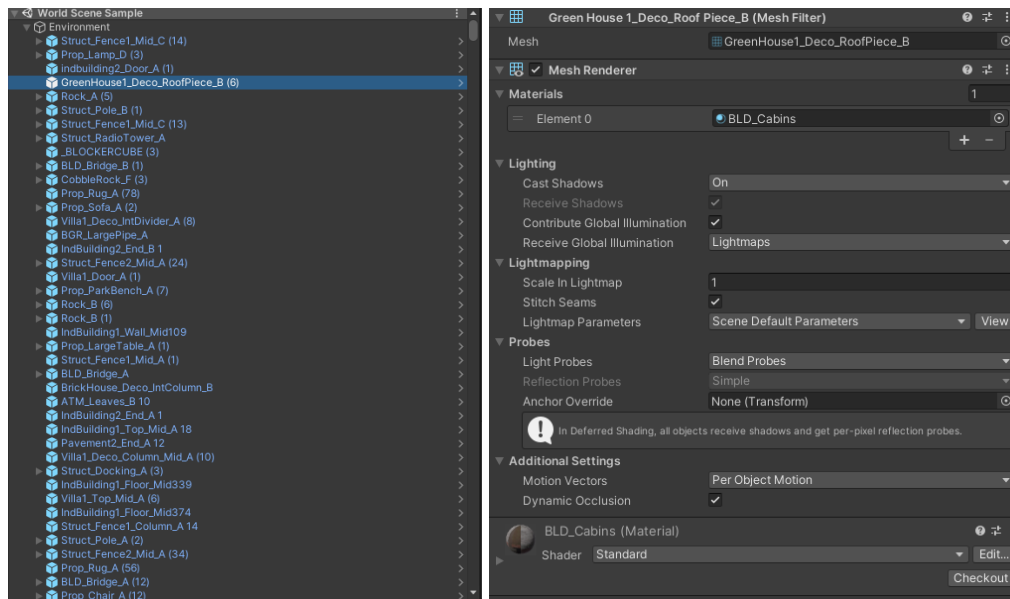 World Scene Sample
Environment
Struct_Fence1_Mid_C (14)
Prop_Lamp_D (3)
indbuilding2_Door_A (1)
GreenHouse1_Deco_RoofPiece_B (6)
Rock_A (5)
Struct_Pole_B (1)
Struct_Fence1_Mid_C (13)
Struct_RadioTower_A
_BLOCKERCUBE (3)
BLD_Bridge_B (1)
CobbleRock_F (3)
Prop_Rug_A (78)
Prop_Sofa_A (2)
Villa1_Deco_IntDivider_A (8)
BGR_LargePipe_A
IndBuilding2_End_B 1
Struct_Fence2_Mid_A (24)
Villa1_Door_A (1)
Prop_ParkBench_A (7)
Rock_B (6)
Rock_B (1)
IndBuilding1_Wall_Mid109
Prop_LargeTable_A (1)
Struct_Fence1_Mid_A (1)
BLD_Bridge_A
BrickHouse_Deco_IntColumn_B
ATM_Leaves_B 10
IndBuilding2_End_A 1
IndBuilding1_Top_Mid_A 18
Pavement2_End_A 12
Villa1_Deco_Column_Mid_A (10)
Struct_Docking_A (3)
IndBuilding1_Floor_Mid339
Villa1_Top_Mid_A (6)
IndBuilding1_Floor_Mid374
Struct_Fence1_Column_A 14
Struct_Pole_A (2)
Struct_Fence2_Mid_A (34)
Prop_Rug_A (56)
BLD_Bridge_A (12)
Prop_Chair_A (12)
Green House 1_Deco_Roof Piece_B (Mesh Filter)
Mesh GreenHouse1_Deco_RoofPiece_B
Mesh Renderer
Materials 1
Element 0 BLD_Cabins
Lighting
Cast Shadows On
Receive Shadows
Contribute Global Illumination
Receive Global Illumination Lightmaps
Lightmapping
Scale In Lightmap 1
Stitch Seams
Lightmap Parameters Scene Default Parameters View
Probes
Light Probes Blend Probes
Reflection Probes Simple
Anchor Override None (Transform)
In Deferred Shading, all objects receive shadows and get per-pixel reflection probes.
Additional Settings
Motion Vectors Per Object Motion
Dynamic Occlusion
BLD_Cabins (Material)
Shader Standard Edit...
Checkout